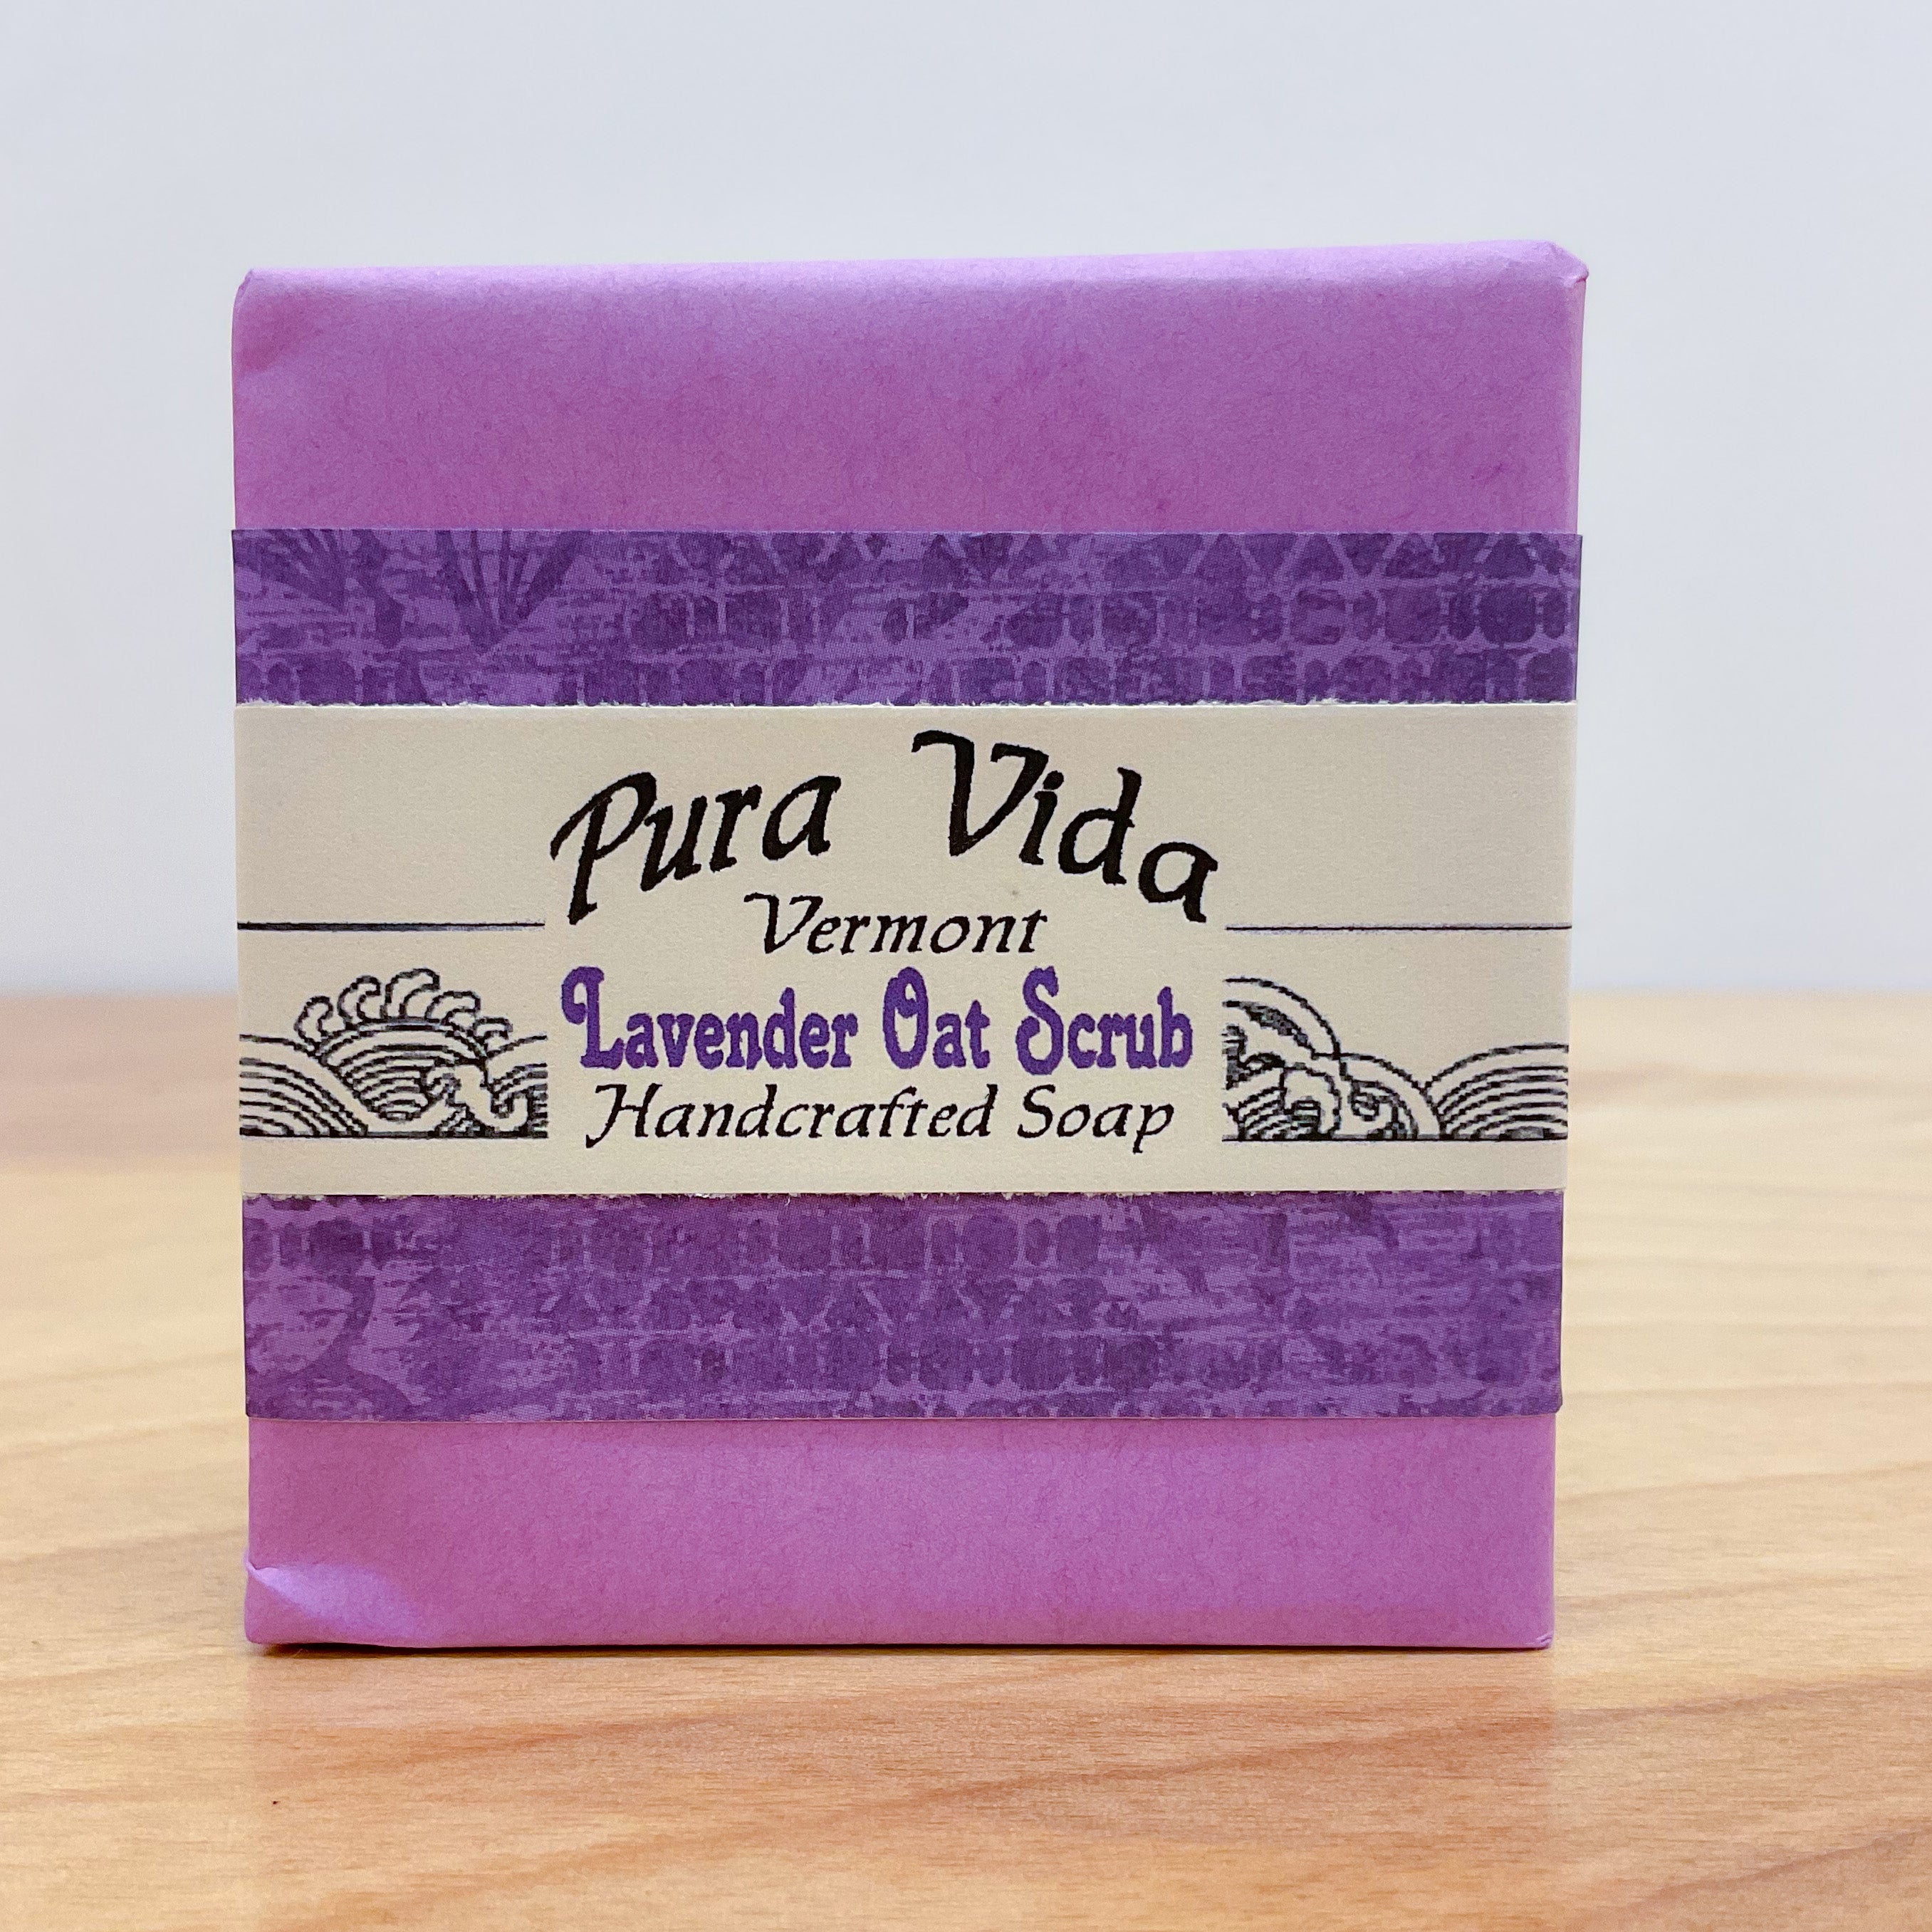 Pura Vida
Vermont
Lavender Oat Scrub
Handcrafted Soap